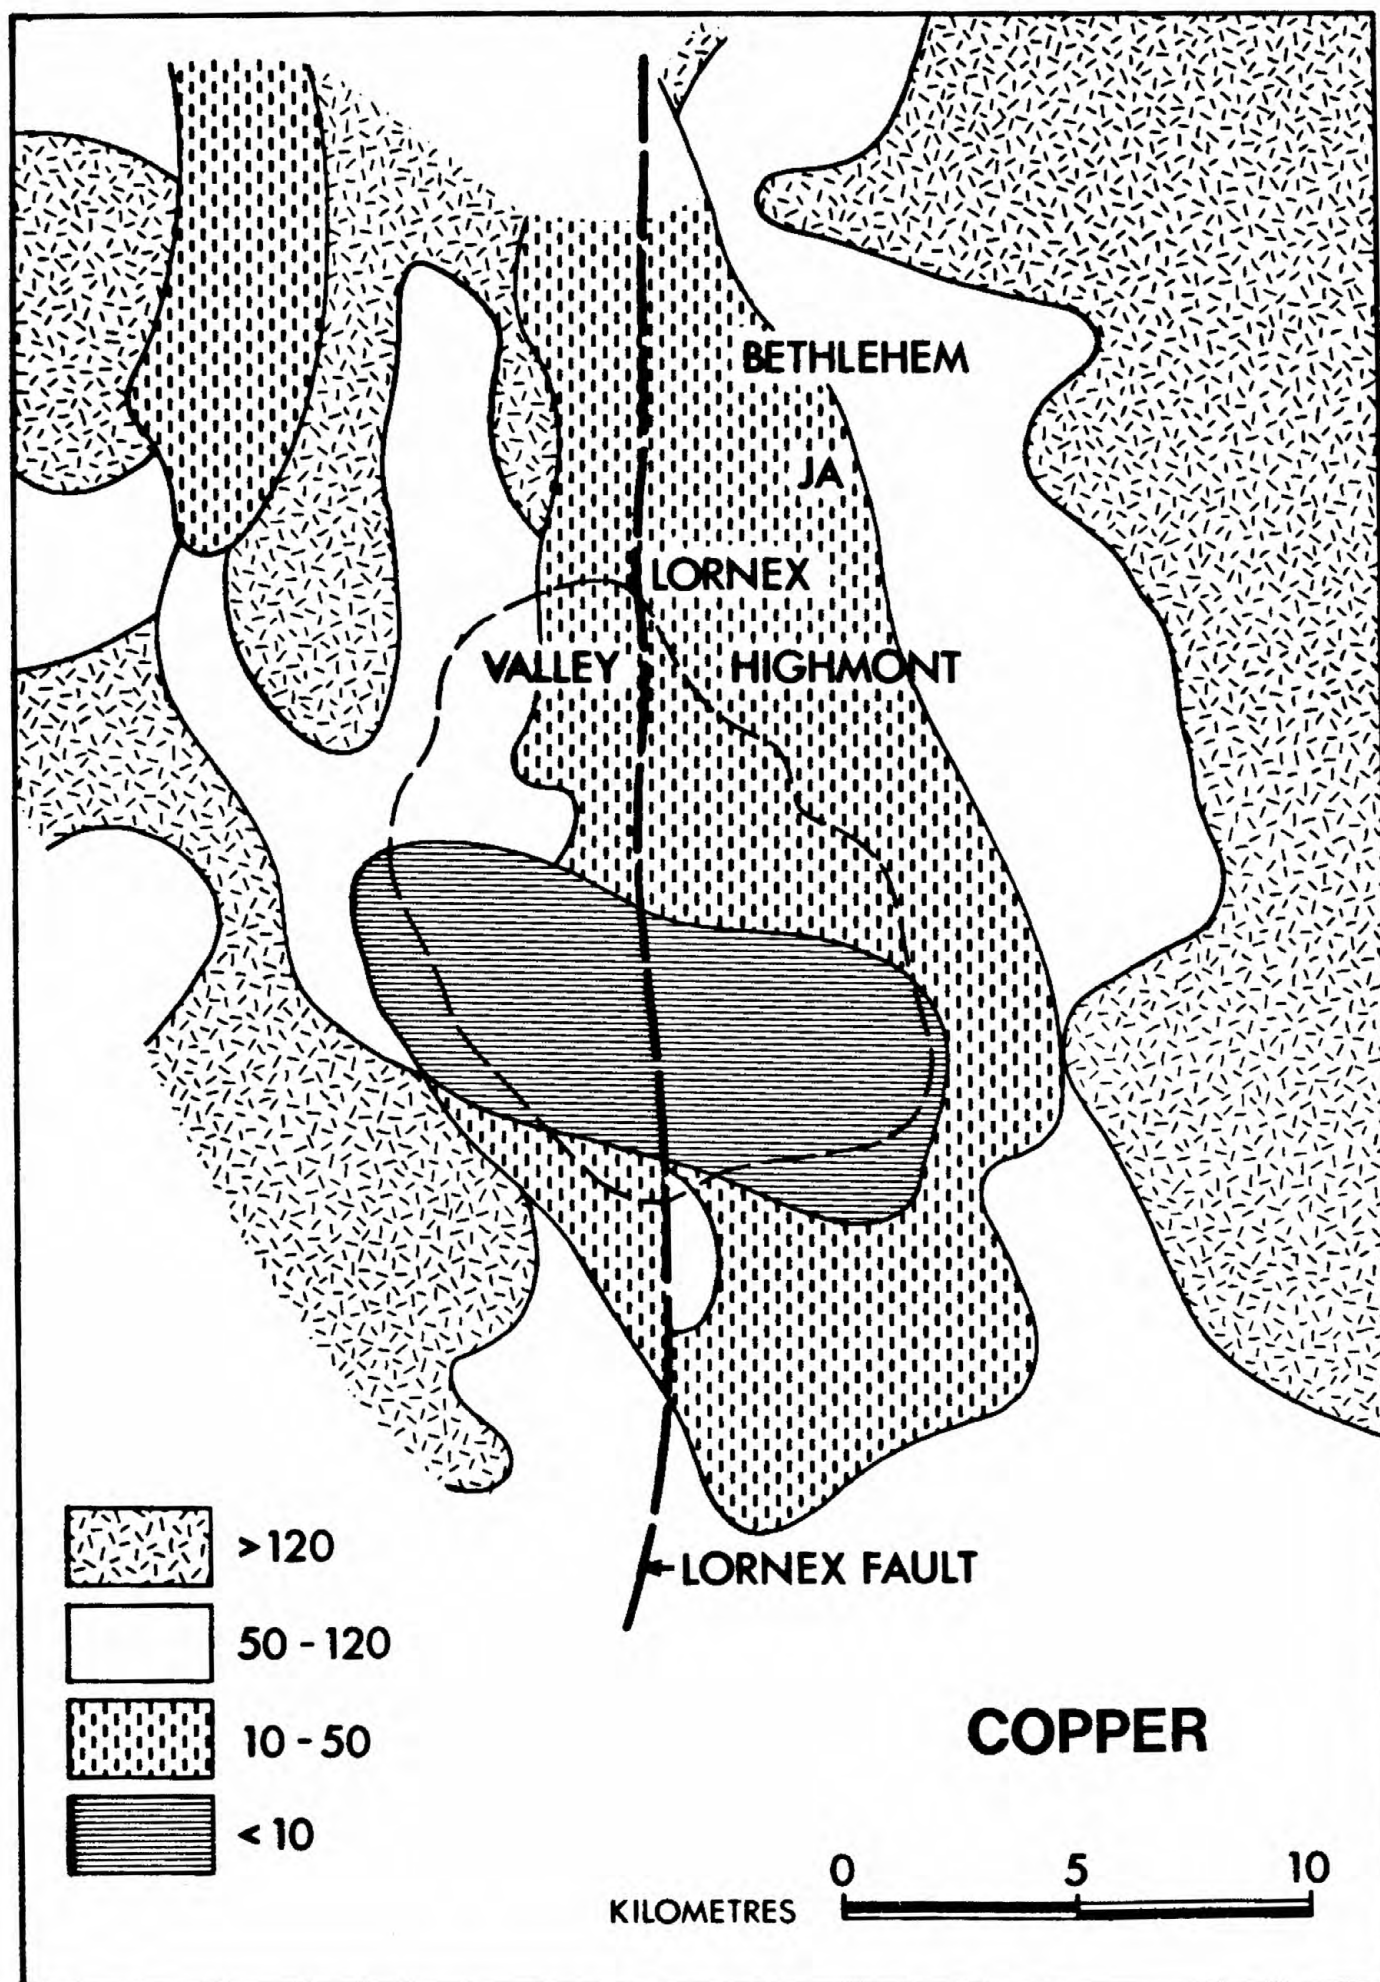 BETHLEHEM
JA
LORNEX
VALLEY
HIGHMONT
>120
50-120
10-50
<10
LORNEX FAULT
COPPER
0 5 10
KILOMETRES